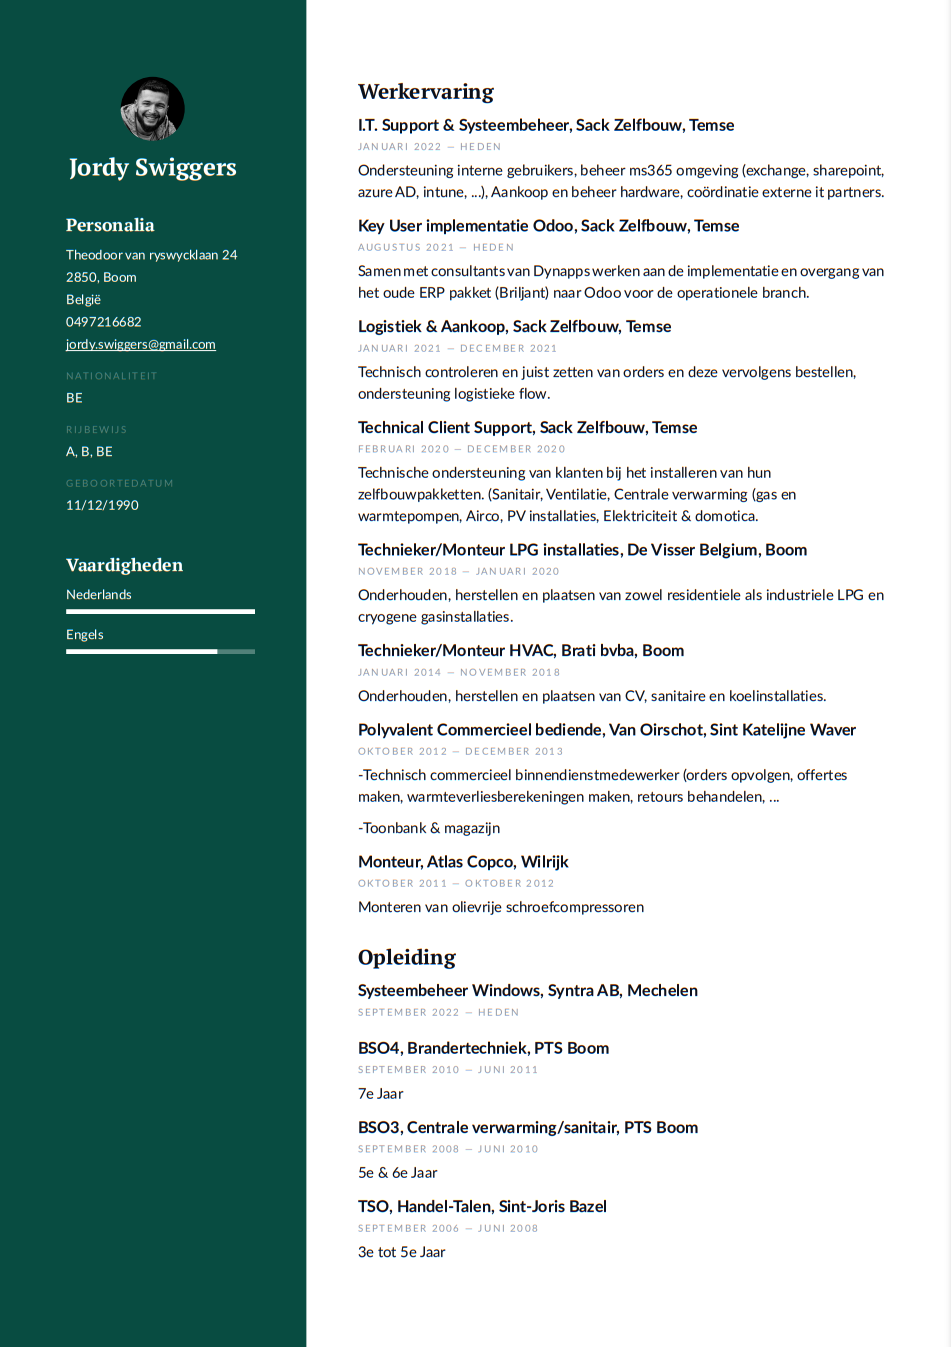 Jordy Swiggers
Personalia
Theodoor van ryswycklaan 24
2850, Boom
België
0497216682
jordy.swiggers@gmail.com
NATIONALITEIT
BE
RIJBEWIJS
A, B, BE
GEBOORTEDATUM
11/12/1990
Vaardigheden
Nederlands
Engels
Werkervaring
I.T. Support & Systeembeheer, Sack Zelfbouw, Temse
JANUARI 2022 — HEDEN
Ondersteuning interne gebruikers, beheer ms365 omgeving (exchange, sharepoint,
azure AD, intune, ...), Aankoop en beheer hardware, coördinatie externe it partners.
Key User implementatie Odoo, Sack Zelfbouw, Temse
AUGUSTUS 2021 — HEDEN
Samen met consultants van Dynapps werken aan de implementatie en overgang van
het oude ERP pakket (Briljant) naar Odoo voor de operationele branch.
Logistiek & Aankoop, Sack Zelfbouw, Temse
JANUARI 2021 — DECEMBER 2021
Technisch controleren en juist zetten van orders en deze vervolgens bestellen,
ondersteuning logistieke flow.
Technical Client Support, Sack Zelfbouw, Temse
FEBRUARI 2020 — DECEMBER 2020
Technische ondersteuning van klanten bij het installeren van hun
zelfbouwpakketten. (Sanitair, Ventilatie, Centrale verwarming (gas en
warmtepompen, Airco, PV installaties, Elektriciteit & domotica.
Technieker/Monteur LPG installaties, De Visser Belgium, Boom
NOVEMBER 2018 — JANUARI 2020
Onderhouden, herstellen en plaatsen van zowel residentiele als industriele LPG en
cryogene gasinstallaties.
Technieker/Monteur HVAC, Brati bvba, Boom
JANUARI 2014 — NOVEMBER 2018
Onderhouden, herstellen en plaatsen van CV, sanitaire en koelinstallaties.
Polyvalent Commercieel bediende, Van Oirschot, Sint Katelijne Waver
OKTOBER 2012 — DECEMBER 2013
-Technisch commercieel binnendienstmedewerker (orders opvolgen, offertes
maken, warmteverliesberekeningen maken, retours behandelen, ...
-Toonbank & magazijn
Monteur, Atlas Copco, Wilrijk
OKTOBER 2011 — OKTOBER 2012
Monteren van olievrije schroefcompressoren
Opleiding
Systeembeheer Windows, Syntra AB, Mechelen
SEPTEMBER 2022 — HEDEN
BSO4, Brandertechniek, PTS Boom
SEPTEMBER 2010 — JUNI 2011
7e Jaar
BSO3, Centrale verwarming/sanitair, PTS Boom
SEPTEMBER 2008 — JUNI 2010
5e & 6e Jaar
TSO, Handel-Talen, Sint-Joris Bazel
SEPTEMBER 2006 — JUNI 2008
3e tot 5e Jaar